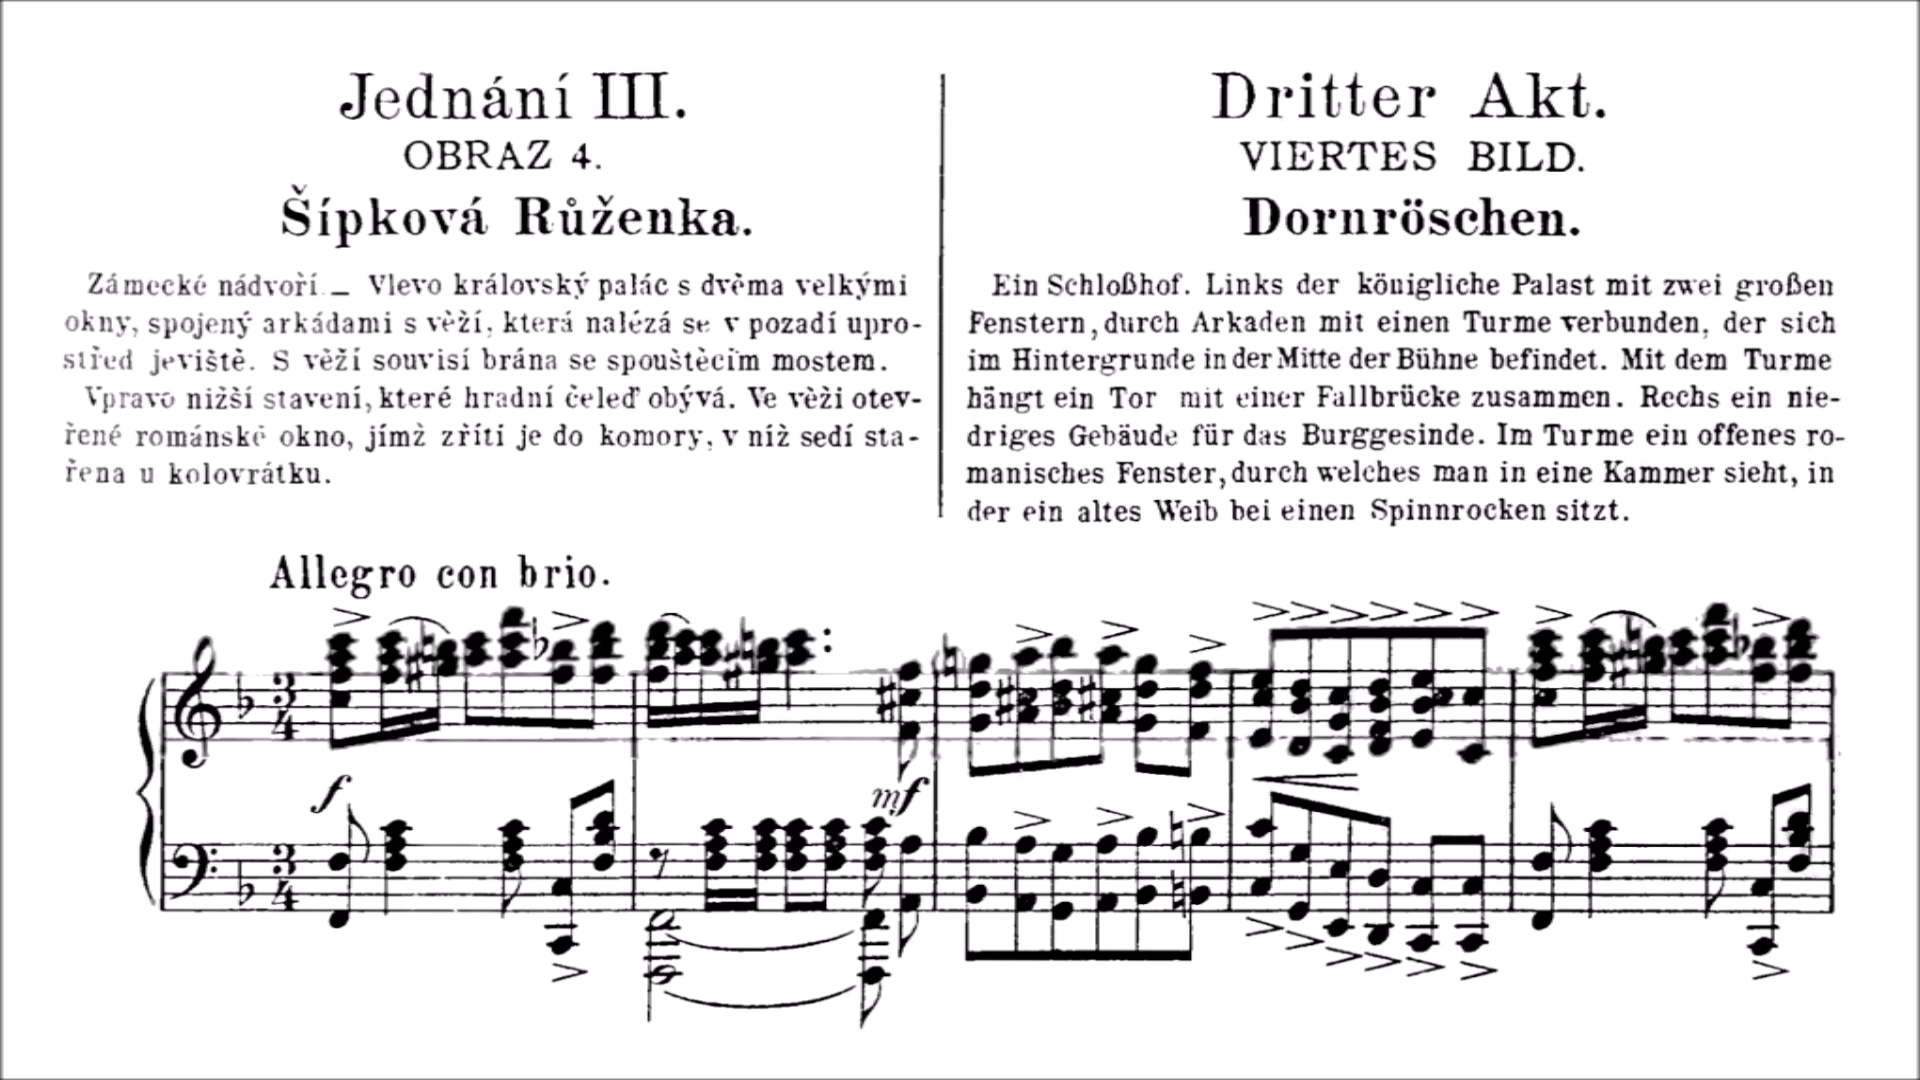 Jednání III.
OBRAZ 4.
Šípková Růženka.
Zámecké nádvoří. _ Vlevo královský palác s dvěma velkými
okny, spojený arkádami s věží, která nalézá se v pozadí upro-
střed jeviště. S věží souvisí brána se spouštěcím mostem.
Vpravo nižší stavení, které hradní čeleď obývá. Ve věži otev-
řené románské okno, jímž zříti je do komory, v níž sedí sta-
řena u kolovrátku.
Dritter Akt.
VIERTES BILD.
Dornröschen.
Ein Schloßhof. Links der königliche Palast mit zwei großen
Fenstern, durch Arkaden mit einen Turme verbunden, der sich
im Hintergrunde in der Mitte der Bühne befindet. Mit dem Turme
hängt ein Tor mit einer Fallbrücke zusammen. Rechs ein nie-
driges Gebäude für das Burggesinde. Im Turme ein offenes ro-
manisches Fenster, durch welches man in eine Kammer sieht, in
der ein altes Weib bei einen Spinnrocken sitzt.
Allegro con brio.
3
4
f
mf
3
4